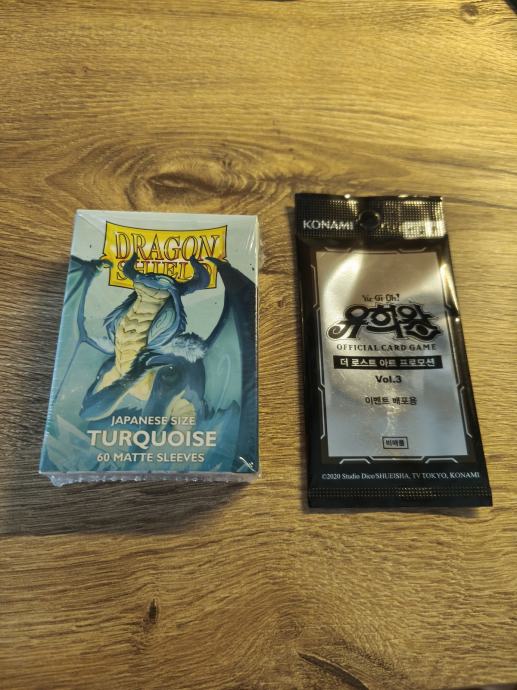 DRAGON
SHIELD
JAPANESE SIZE
TURQUOISE
60 MATTE SLEEVES
KONAMI
Yu-Gi-Oh!
유희왕
OFFICIAL CARD GAME
더 로스트 아트 프로모션
Vol.3
이벤트 배포용
비매품
©2020 Studio Dice/SHUEISHA, TV TOKYO, KONAMI